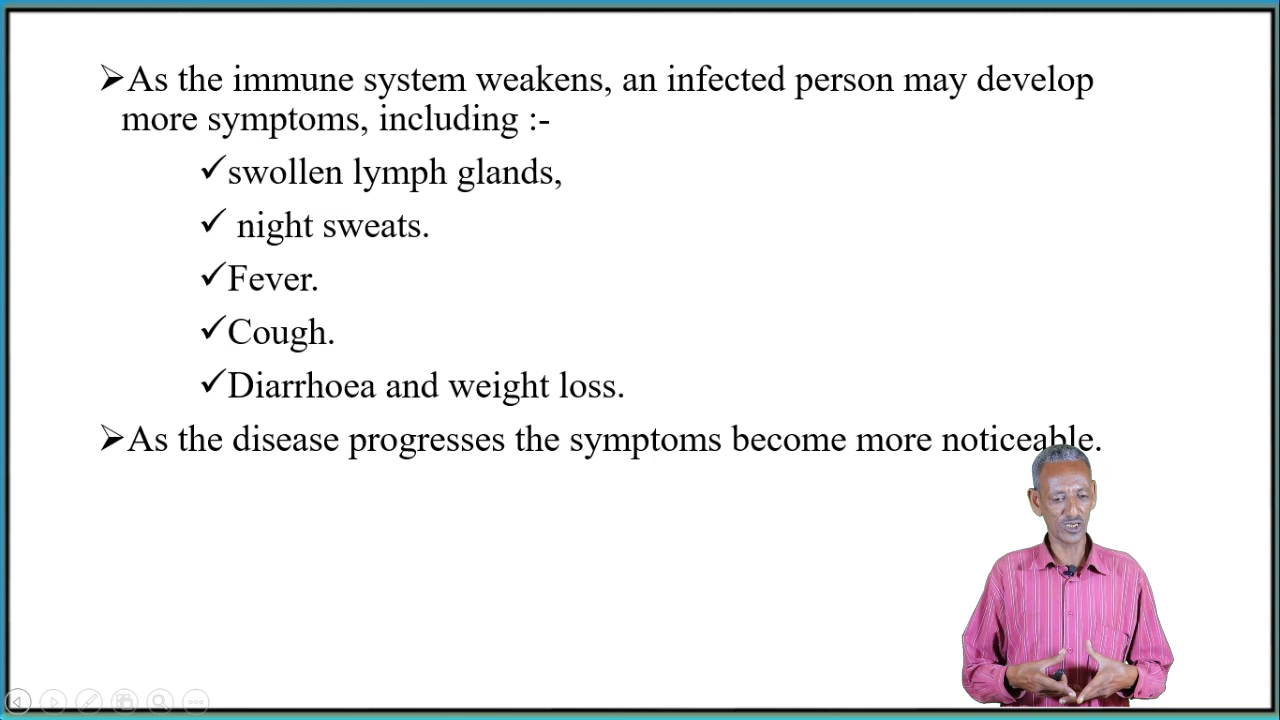 ➢As the immune system weakens, an infected person may develop
more symptoms, including :-
✓swollen lymph glands,
✓ night sweats.
✓Fever.
✓Cough.
✓Diarrhoea and weight loss.
➢As the disease progresses the symptoms become more noticeable.